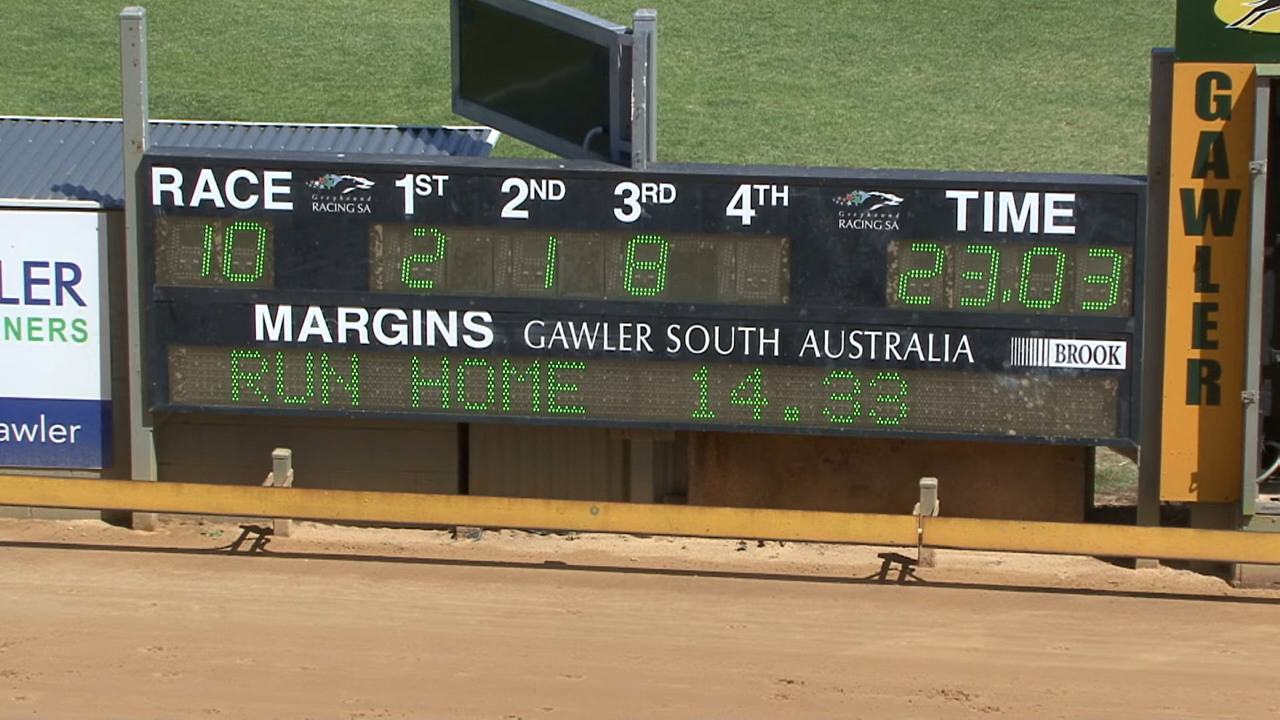 RACE Greyhound RACING SA 1ST 2ND 3RD 4TH Greyhound RACING SA TIME
10 2 1 8 23.03
MARGINS GAWLER SOUTH AUSTRALIA BROOK
RUN HOME 14.33
LER
NERS
awler
GAWLER